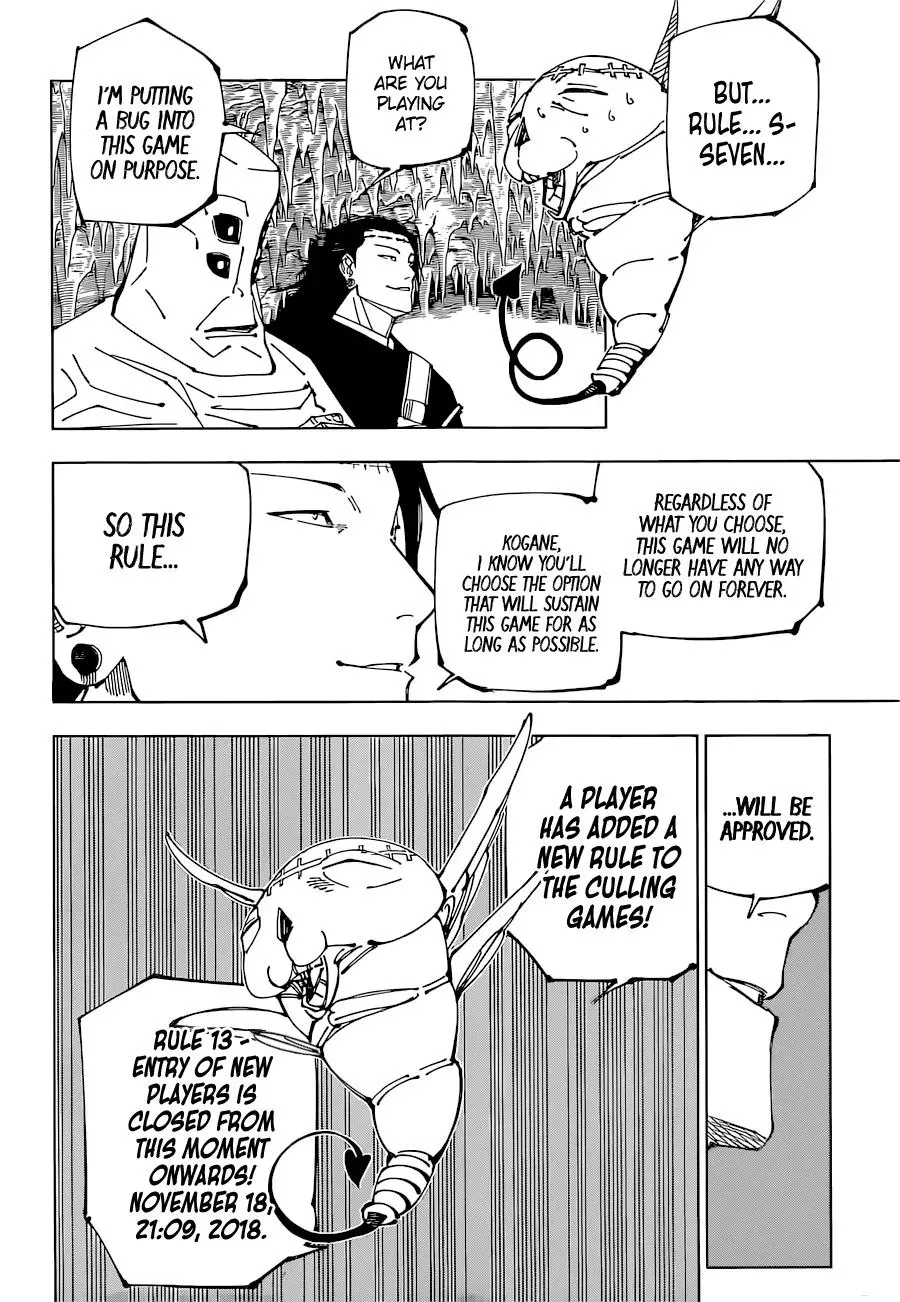 BUT...
RULE... S-
SEVEN...
WHAT
ARE YOU
PLAYING
AT?
I'M PUTTING
A BUG INTO
THIS GAME
ON PURPOSE.
REGARDLESS OF
WHAT YOU CHOOSE,
THIS GAME WILL NO
LONGER HAVE ANY WAY
TO GO ON FOREVER.
KOGANE,
I KNOW YOU'LL
CHOOSE THE OPTION
THAT WILL SUSTAIN
THIS GAME FOR AS
LONG AS POSSIBLE.
SO THIS
RULE...
...WILL BE
APPROVED.
A PLAYER
HAS ADDED A
NEW RULE TO
THE CULLING
GAMES!
RULE 13 -
ENTRY OF NEW
PLAYERS IS
CLOSED FROM
THIS MOMENT
ONWARDS!
NOVEMBER 18,
21:09, 2018.